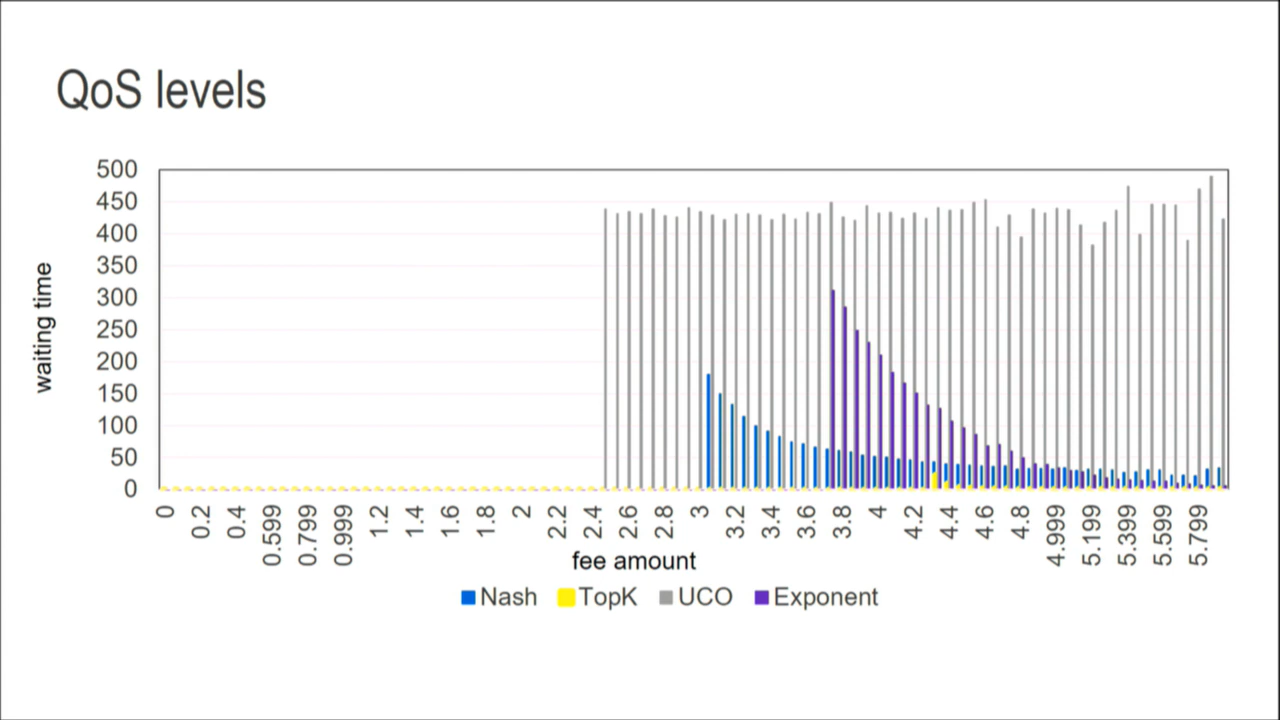 QoS levels
500
450
400
350
300
250
200
150
100
50
0
waiting time
0 0.2 0.4 0.599 0.799 0.9999 1.2 1.4 1.6 1.8 2 2.2 2.4 2.6 2.8 3 3.2 3.4 3.6 3.8 4 4.2 4.4 4.6 4.8 4.999 5.199 5.399 5.599 5.799
fee amount
Nash TopK UCO Exponent